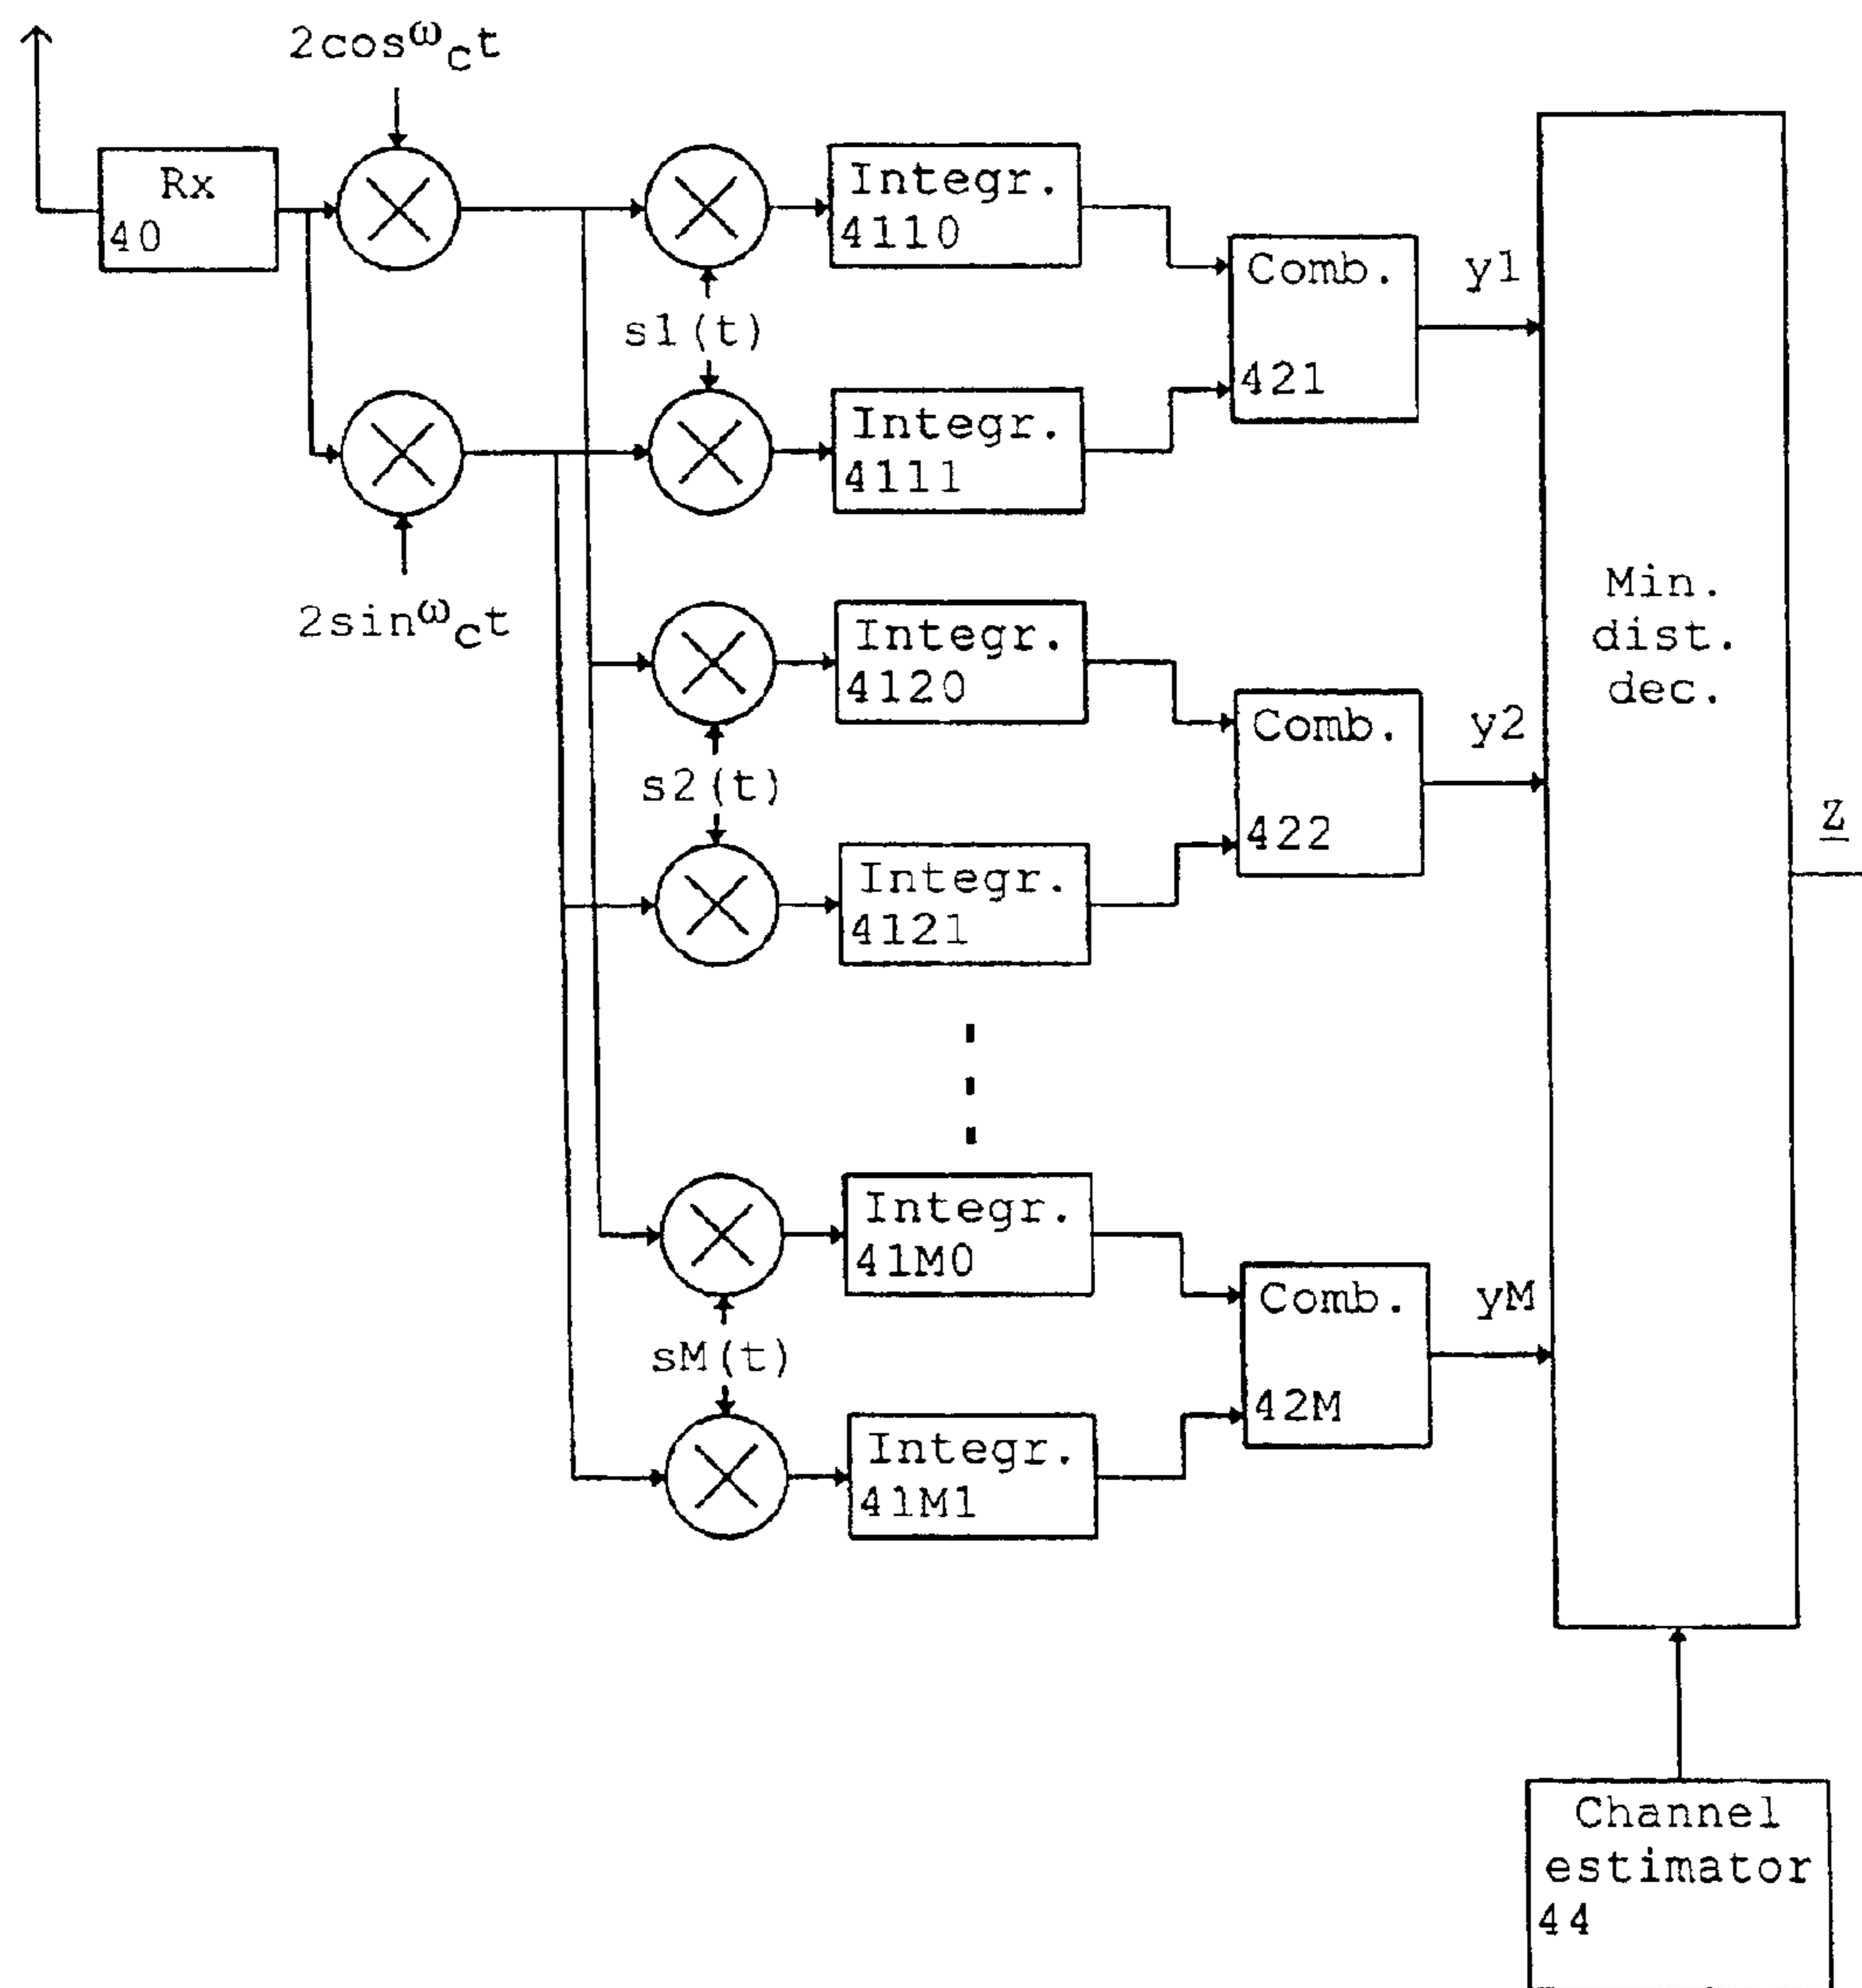 2cosωct
Rx
40
Integr.
4110
Comb.
421
y1
s1(t)
Integr.
4111
2sinωct
Integr.
4120
Comb.
422
y2
s2(t)
Integr.
4121
Min.
dist.
dec.
Z
Integr.
41M0
Comb.
42M
yM
sM(t)
Integr.
41M1
Channel
estimator
44